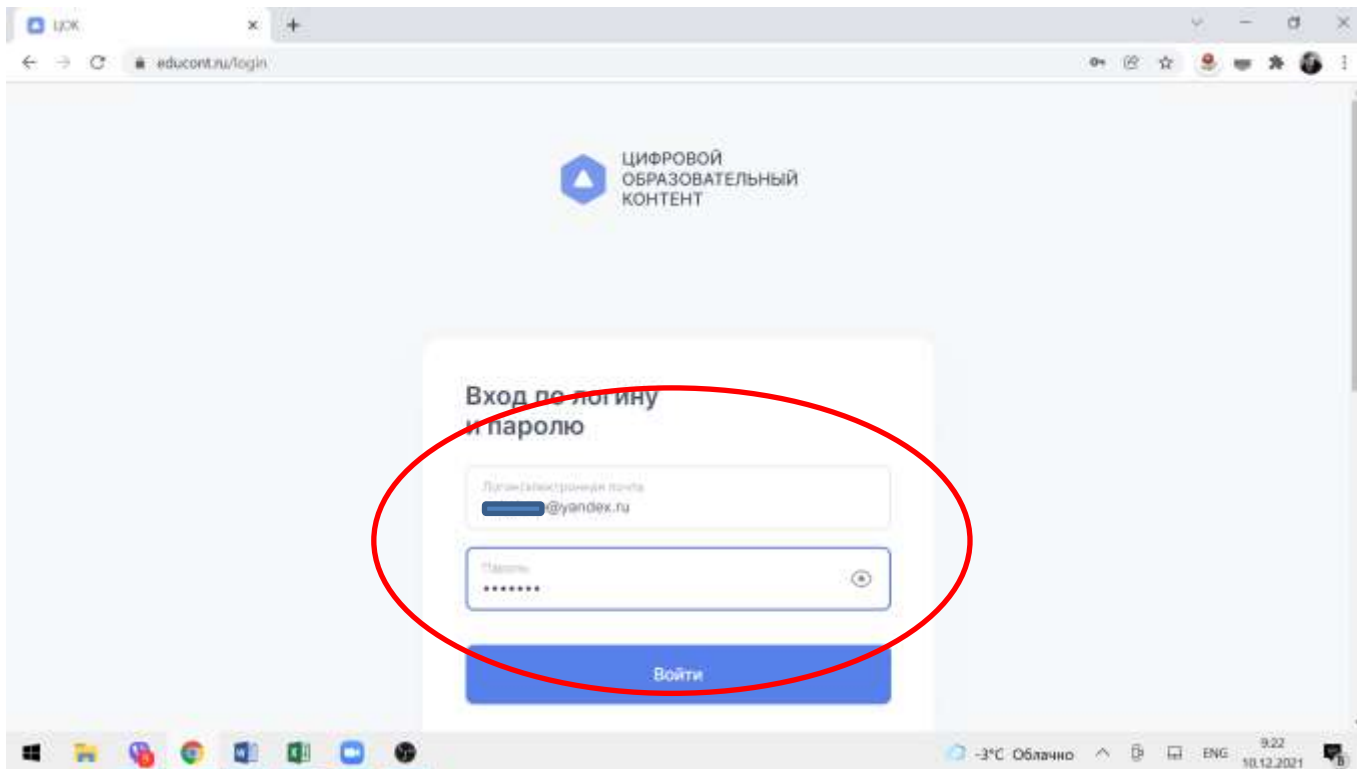 ЦОК
educont.ru/login
ЦИФРОВОЙ
ОБРАЗОВАТЕЛЬНЫЙ
КОНТЕНТ
Вход по логину
и паролю
Логин/электронная почта
@yandex.ru
Пароль
•••••••
Войти
-3°C Облачно
ENG
9:22
10.12.2021